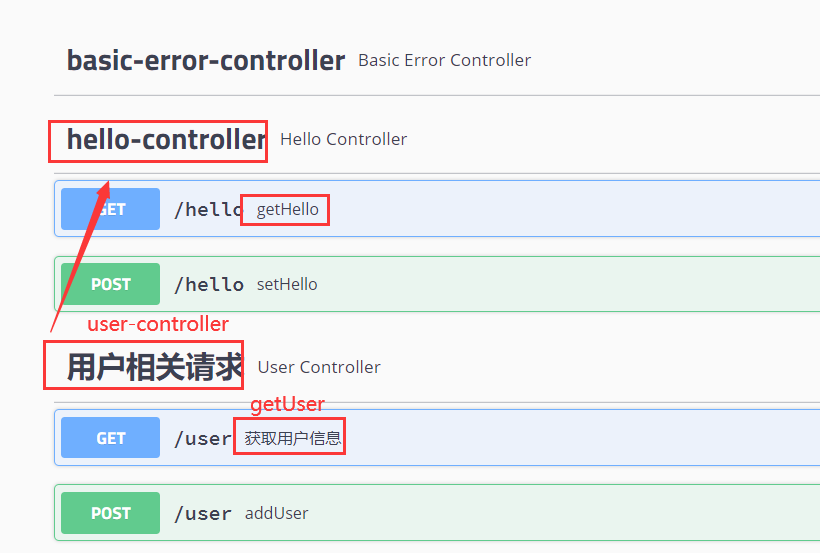 basic-error-controller Basic Error Controller
hello-controller Hello Controller
GET /hello getHello
POST /hello setHello
user-controller
用户相关请求 User Controller
getUser
GET /user 获取用户信息
POST /user addUser